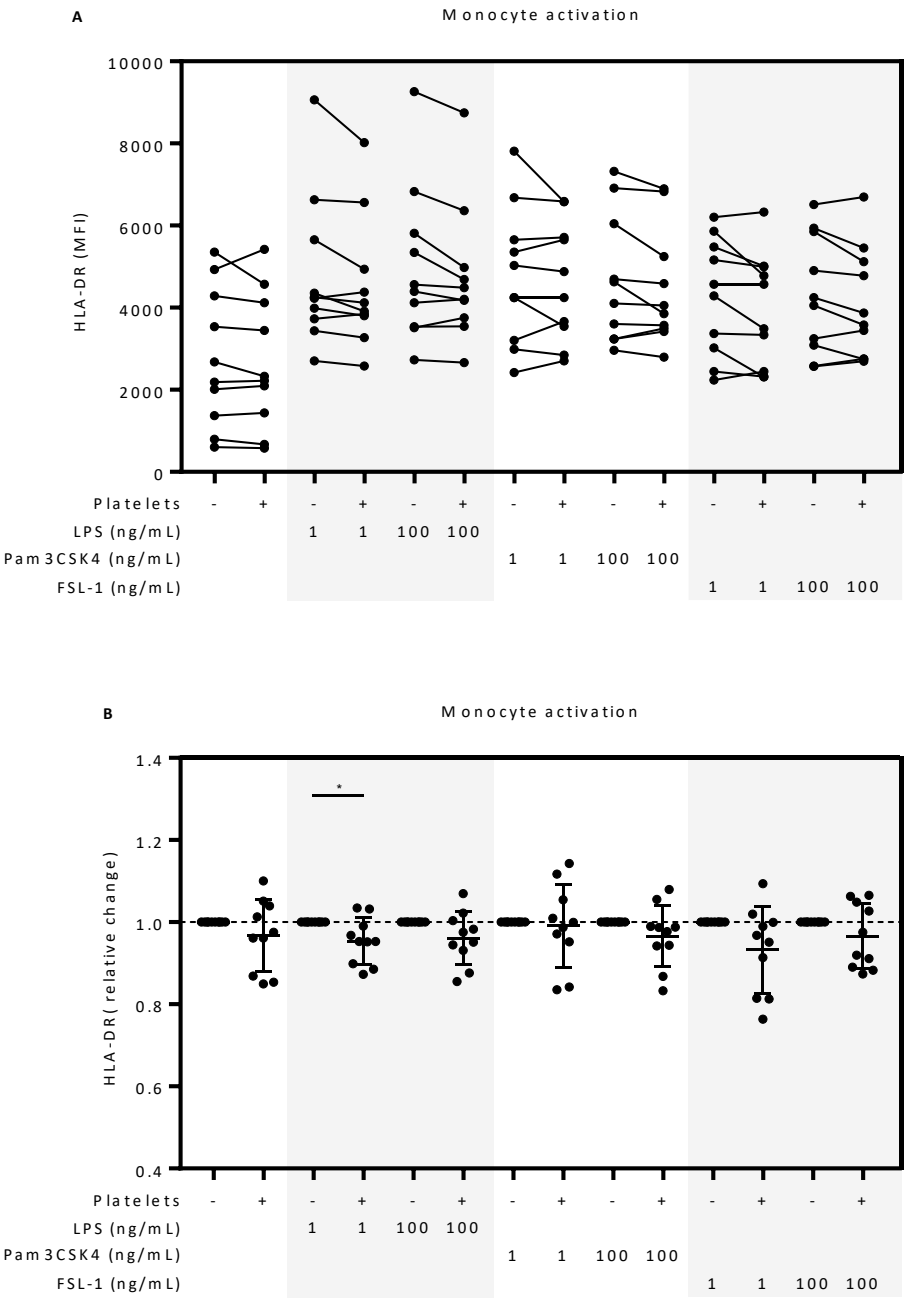 A
Monocyte activation
HLA-DR (MFI)
10000
8000
6000
4000
2000
0
Platelets - + - + - + - + - + - + - +
LPS (ng/mL) 1 1 100 100
Pam3CSK4 (ng/mL) 1 1 100 100
FSL-1 (ng/mL) 1 1 100 100
B
Monocyte activation
HLA-DR( relative change)
1.4
1.2
1.0
0.8
0.6
0.4
*
Platelets - + - + - + - + - + - + - +
LPS (ng/mL) 1 1 100 100
Pam3CSK4 (ng/mL) 1 1 100 100
FSL-1 (ng/mL) 1 1 100 100